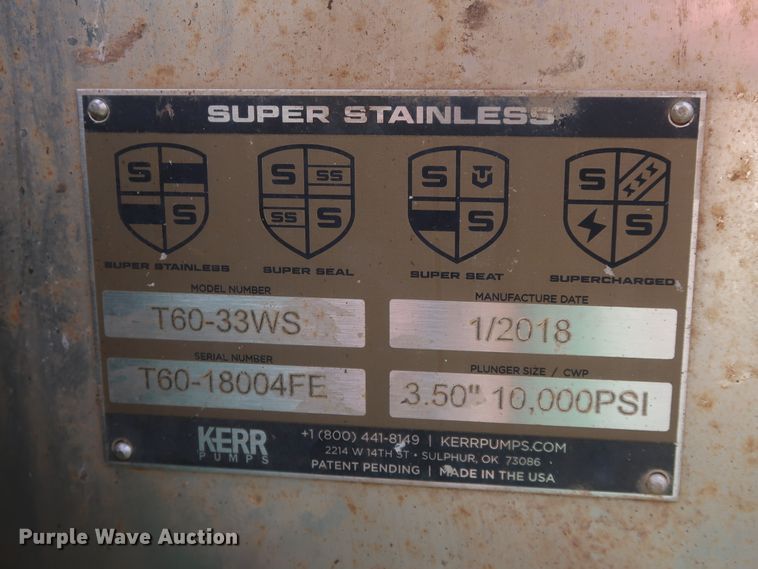 SUPER STAINLESS
S S
S SS SS S
S S
S S S S S S
SUPER STAINLESS SUPER SEAL SUPER SEAT SUPERCHARGED
MODEL NUMBER MANUFACTURE DATE
T60-33WS 1/2018
SERIAL NUMBER PLUNGER SIZE / CWP
T60-18004FE 3.50" 10,000PSI
KERR PUMPS
+1 (800) 441-8149 | KERRPUMPS.COM
2214 W 14TH ST • SULPHUR, OK 73086
PATENT PENDING | MADE IN THE USA
Purple Wave Auction